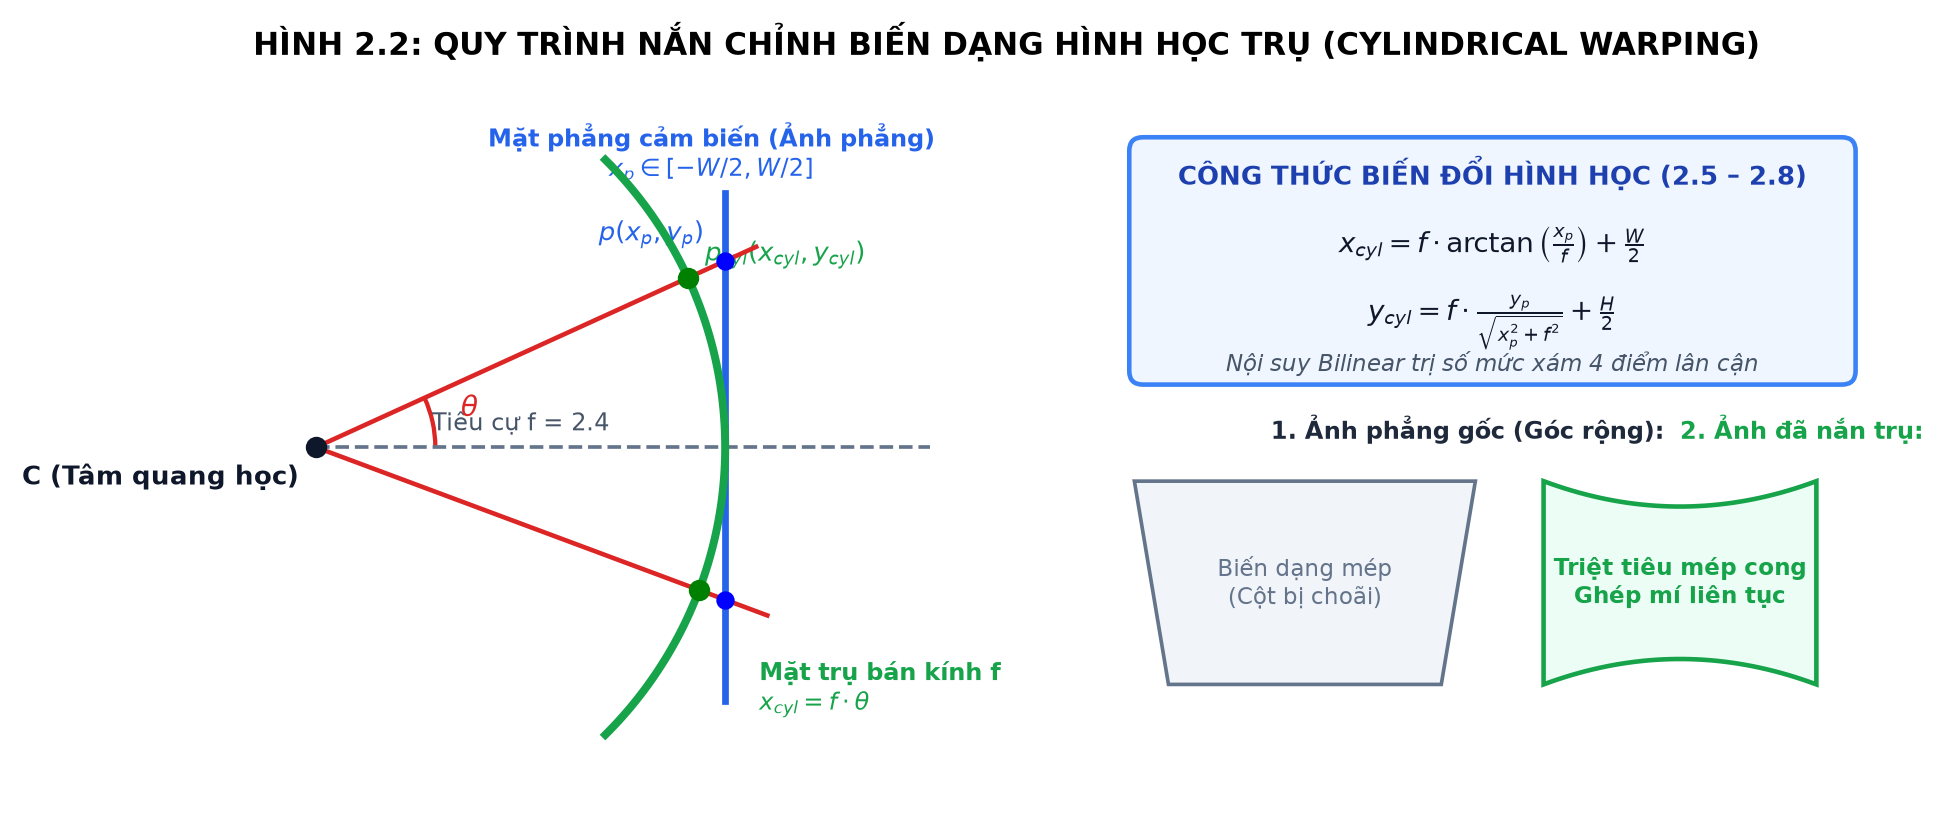 HÌNH 2.2: QUY TRÌNH NẮN CHỈNH BIẾN DẠNG HÌNH HỌC TRỤ (CYLINDRICAL WARPING)
Mặt phẳng cảm biến (Ảnh phẳng)
x_p ∈ [−W/2, W/2]
p(x_p, y_p)
p_cyl(x_cyl, y_cyl)
θ
Tiêu cự f = 2.4
C (Tâm quang học)
Mặt trụ bán kính f
x_cyl = f · θ
CÔNG THỨC BIẾN ĐỔI HÌNH HỌC (2.5 – 2.8)
x_cyl = f · arctan (x_p/f) + W/2
y_cyl = f · y_p/√(x_p² + f²) + H/2
Nội suy Bilinear trị số mức xám 4 điểm lân cận
1. Ảnh phẳng gốc (Góc rộng):
2. Ảnh đã nắn trụ:
Biến dạng mép
(Cột bị choãi)
Triệt tiêu mép cong
Ghép mí liên tục